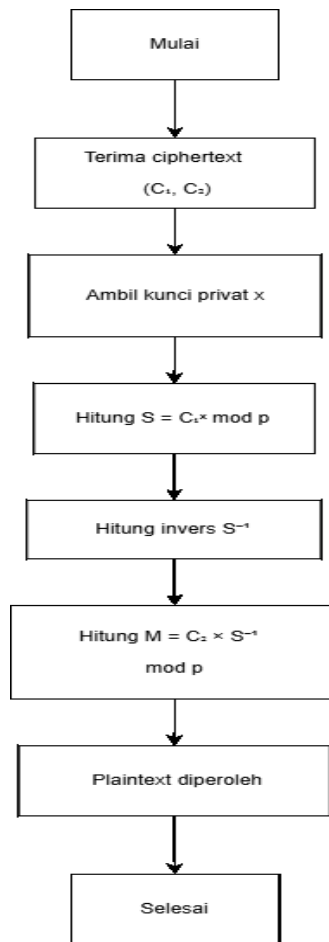 Mulai
Terima ciphertext
(C₁, C₂)
Ambil kunci privat x
Hitung S = C₁ˣ mod p
Hitung invers S⁻¹
Hitung M = C₂ × S⁻¹
mod p
Plaintext diperoleh
Selesai